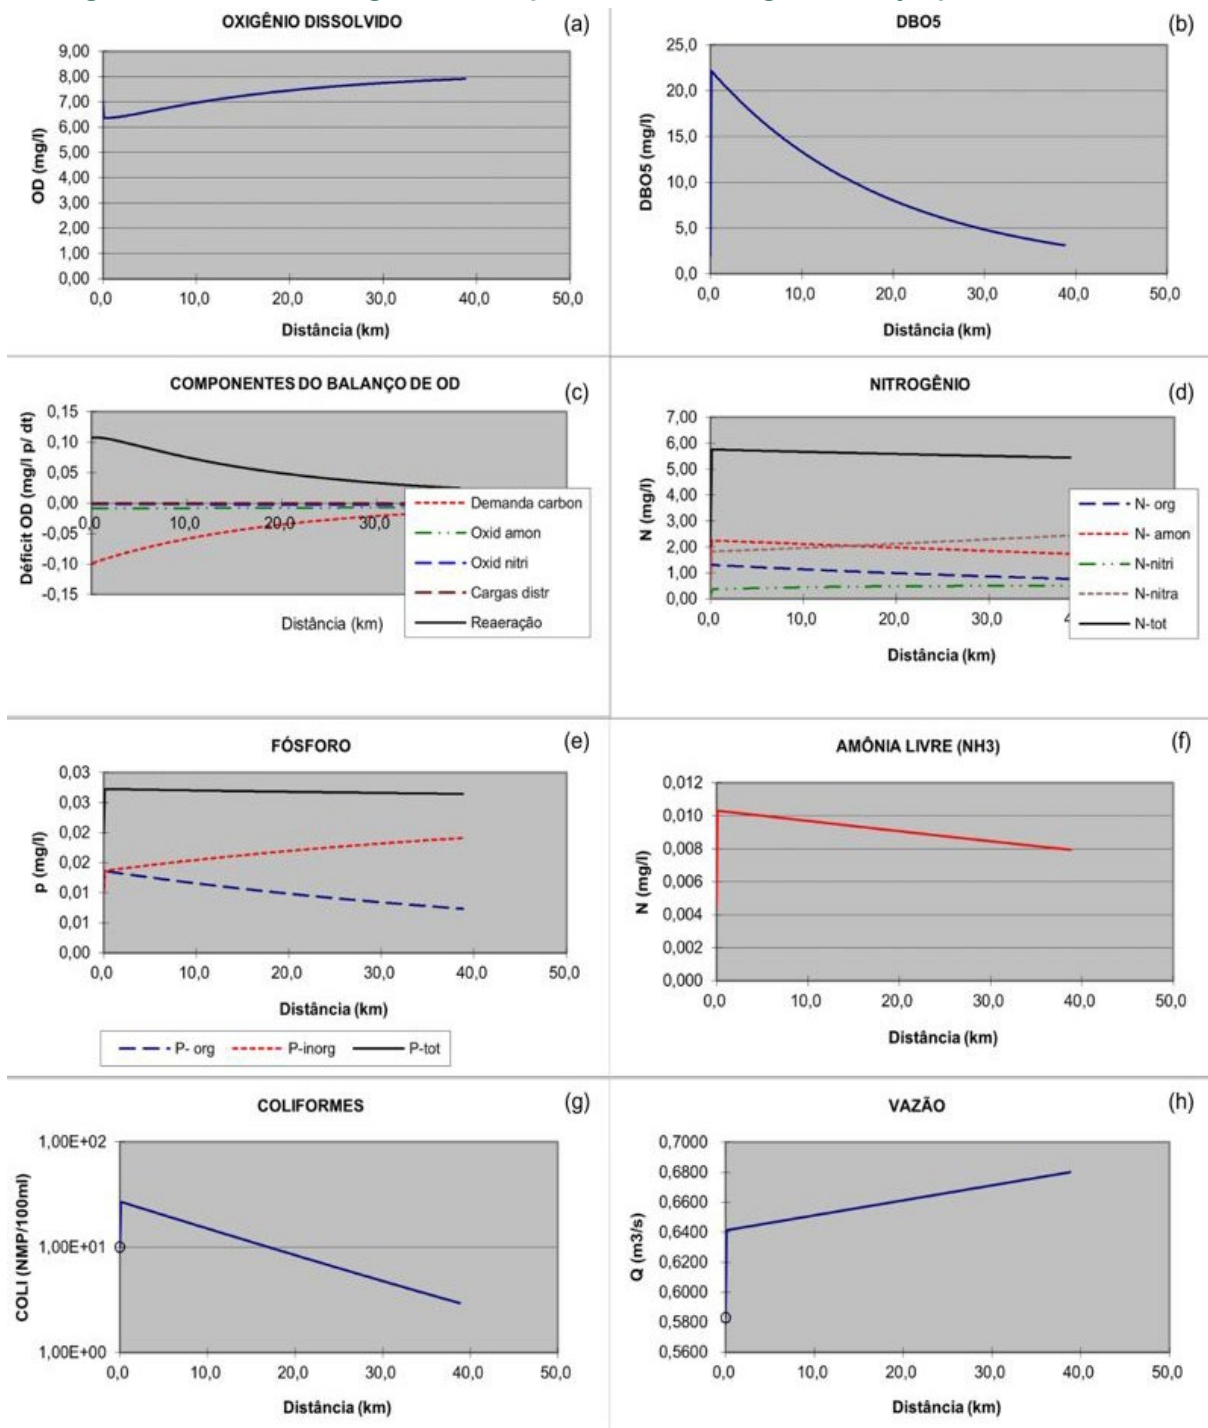 OXIGÊNIO DISSOLVIDO
(a)
9,00
8,00
7,00
6,00
5,00
4,00
3,00
2,00
1,00
0,00
OD (mg/l)
0,0 10,0 20,0 30,0 40,0 50,0
Distância (km)
DBO5
(b)
25,0
20,0
15,0
10,0
5,0
0,0
DBO5 (mg/l)
0,0 10,0 20,0 30,0 40,0 50,0
Distância (km)
COMPONENTES DO BALANÇO DE OD
(c)
0,15
0,10
0,05
0,00
-0,05
-0,10
-0,15
Déficit OD (mg/l p/ dt)
0,0 10,0 20,0 30,0
Distância (km)
Demanda carbon
Oxid amon
Oxid nitri
Cargas distr
Reaeração
NITROGÊNIO
(d)
7,00
6,00
5,00
4,00
3,00
2,00
1,00
0,00
N (mg/l)
0,0 10,0 20,0 30,0
Distância (km)
N- org
N- amon
N-nitri
N-nitra
N-tot
FÓSFORO
(e)
0,03
0,03
0,02
0,02
0,01
0,01
0,00
p (mg/l)
0,0 10,0 20,0 30,0 40,0 50,0
Distância (km)
P- org P-inorg P-tot
AMÔNIA LIVRE (NH3)
(f)
0,012
0,010
0,008
0,006
0,004
0,002
0,000
N (mg/l)
0,0 10,0 20,0 30,0 40,0 50,0
Distância (km)
COLIFORMES
(g)
1,00E+02
1,00E+01
1,00E+00
COLI (NMP/100ml)
0,0 10,0 20,0 30,0 40,0 50,0
Distância (km)
VAZÃO
(h)
0,7000
0,6800
0,6600
0,6400
0,6200
0,6000
0,5800
0,5600
Q (m3/s)
0,0 10,0 20,0 30,0 40,0 50,0
Distância (km)